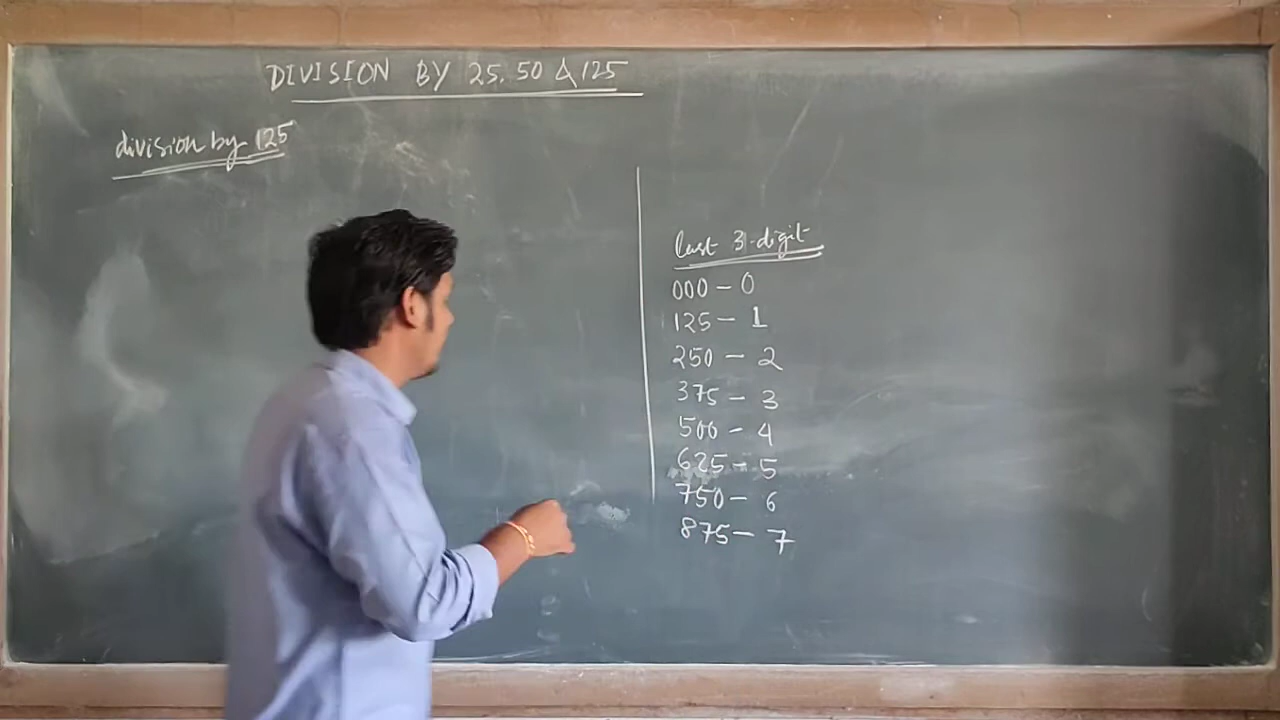 DIVISION BY 25. 50 & 125
division by 125
last 3-digit
000 - 0
125 - 1
250 - 2
375 - 3
500 - 4
625 - 5
750 - 6
875 - 7